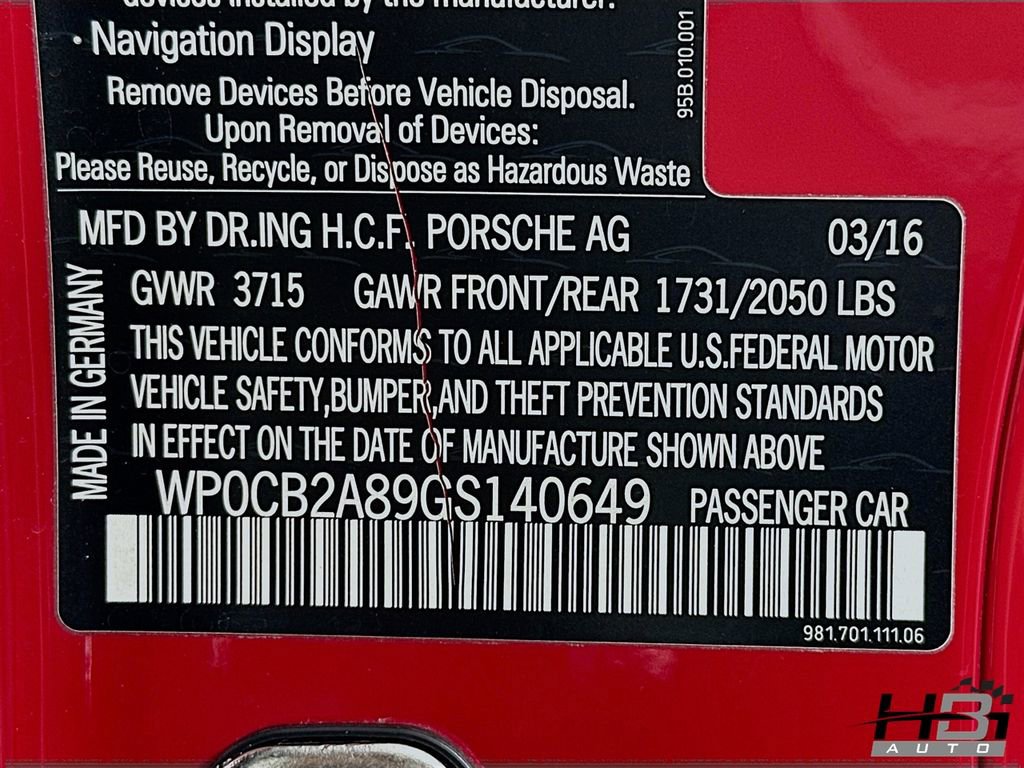 devices installed by the manufacturer.
· Navigation Display
Remove Devices Before Vehicle Disposal.
Upon Removal of Devices:
Please Reuse, Recycle, or Dispose as Hazardous Waste
95B.010.001
MFD BY DR.ING H.C.F. PORSCHE AG 03/16
GVWR 3715 GAWR FRONT/REAR 1731/2050 LBS
THIS VEHICLE CONFORMS TO ALL APPLICABLE U.S.FEDERAL MOTOR
VEHICLE SAFETY,BUMPER,AND THEFT PREVENTION STANDARDS
IN EFFECT ON THE DATE OF MANUFACTURE SHOWN ABOVE
MADE IN GERMANY
WP0CB2A89GS140649 PASSENGER CAR
981.701.111.06
HBI
AUTO